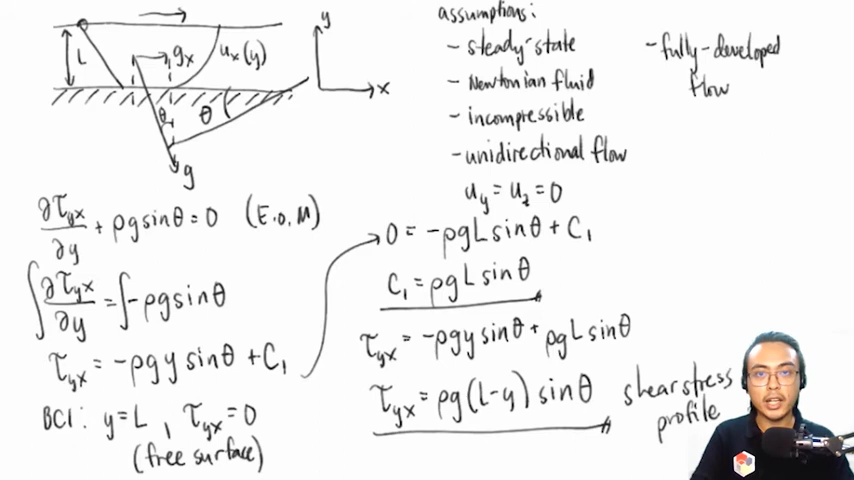 L
g_x
u_x(y)
θ
θ
g
y
x
assumptions:
- steady-state
- Newtonian fluid
- incompressible
- unidirectional flow
u_y = u_z = 0
- fully-developed
flow
∂τ_yx/∂y + ρg sinθ = 0 (E.O.M)
∫ ∂τ_yx/∂y = ∫ -ρg sinθ
τ_yx = -ρgy sinθ + C_1
BC1: y = L, τ_yx = 0
(free surface)
0 = -ρgL sinθ + C_1
C_1 = ρgL sinθ
τ_yx = -ρgy sinθ + ρgL sinθ
τ_yx = ρg(L-y) sinθ
shear stress
profile